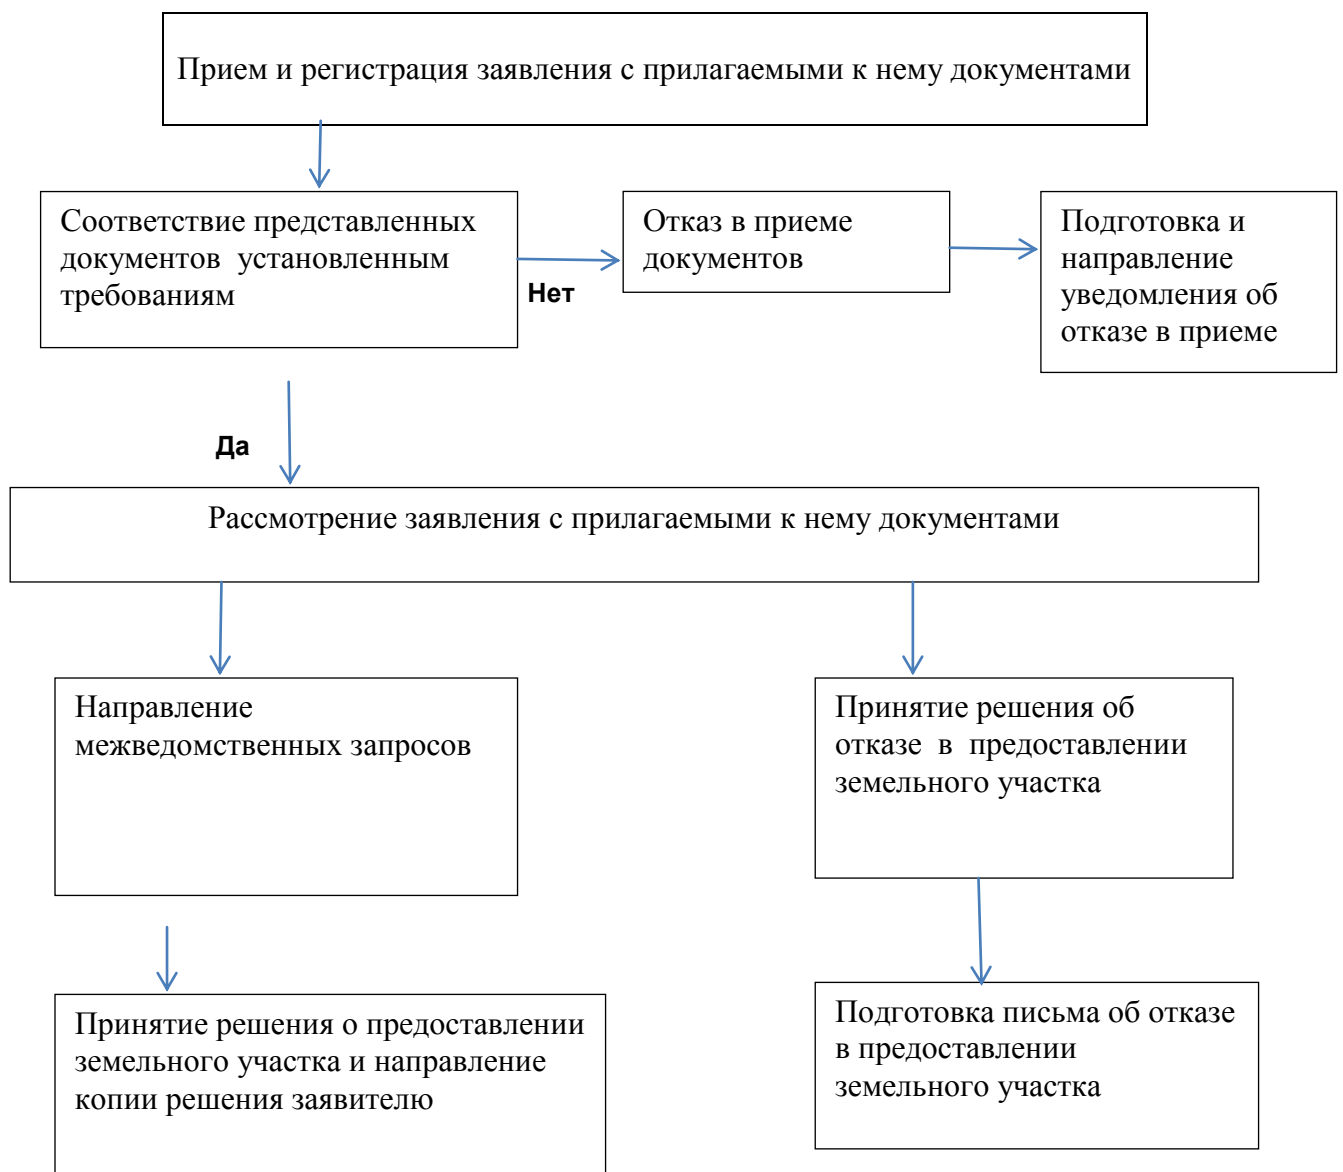 Прием и регистрация заявления с прилагаемыми к нему документами
Соответствие представленных
документов установленным
требованиям
Нет
Отказ в приеме
документов
Подготовка и
направление
уведомления об
отказе в приеме
Да
Рассмотрение заявления с прилагаемыми к нему документами
Направление
межведомственных запросов
Принятие решения об
отказе в предоставлении
земельного участка
Принятие решения о предоставлении
земельного участка и направление
копии решения заявителю
Подготовка письма об отказе
в предоставлении
земельного участка